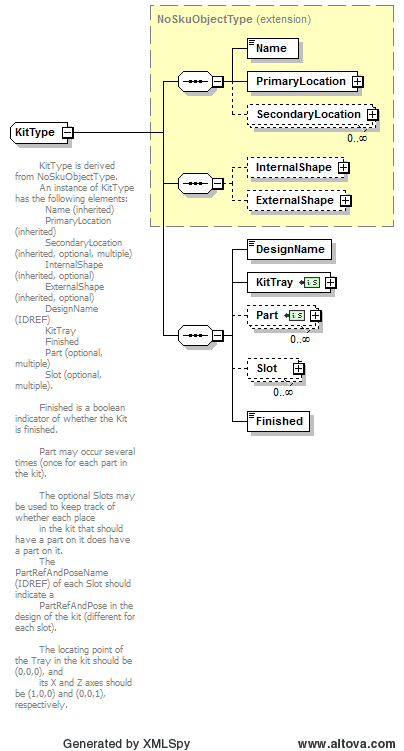 NoSkuObjectType (extension)
Name
PrimaryLocation
SecondaryLocation
0..∞
KitType
InternalShape
ExternalShape
KitType is derived
from NoSkuObjectType.
An instance of KitType
has the following elements:
Name (inherited)
PrimaryLocation
(inherited)
SecondaryLocation
(inherited, optional, multiple)
InternalShape
(inherited, optional)
ExternalShape
(inherited, optional)
DesignName
(IDREF)
KitTray
Finished
Part (optional,
multiple)
Slot (optional,
multiple).
Finished is a boolean
indicator of whether the Kit
is finished.
Part may occur several
times (once for each part in
the kit).
The optional Slots may
be used to keep track of
whether each place
in the kit that should
have a part on it does have
a part on it.
The
PartRefAndPoseName
(IDREF) of each Slot should
indicate a
PartRefAndPose in the
design of the kit (different for
each slot).
The locating point of
the Tray in the kit should be
(0,0,0), and
its X and Z axes should
be (1,0,0) and (0,0,1),
respectively.
DesignName
KitTray is
Part is
0..∞
Slot
0..∞
Finished
Generated by XMLSpy
www.altova.com